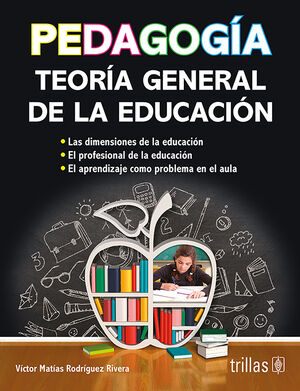 PEDAGOGÍA
TEORÍA GENERAL
DE LA EDUCACIÓN
• Las dimensiones de la educación
• El profesional de la educación
• El aprendizaje como problema en el aula
Víctor Matías Rodríguez Rivera
trillas